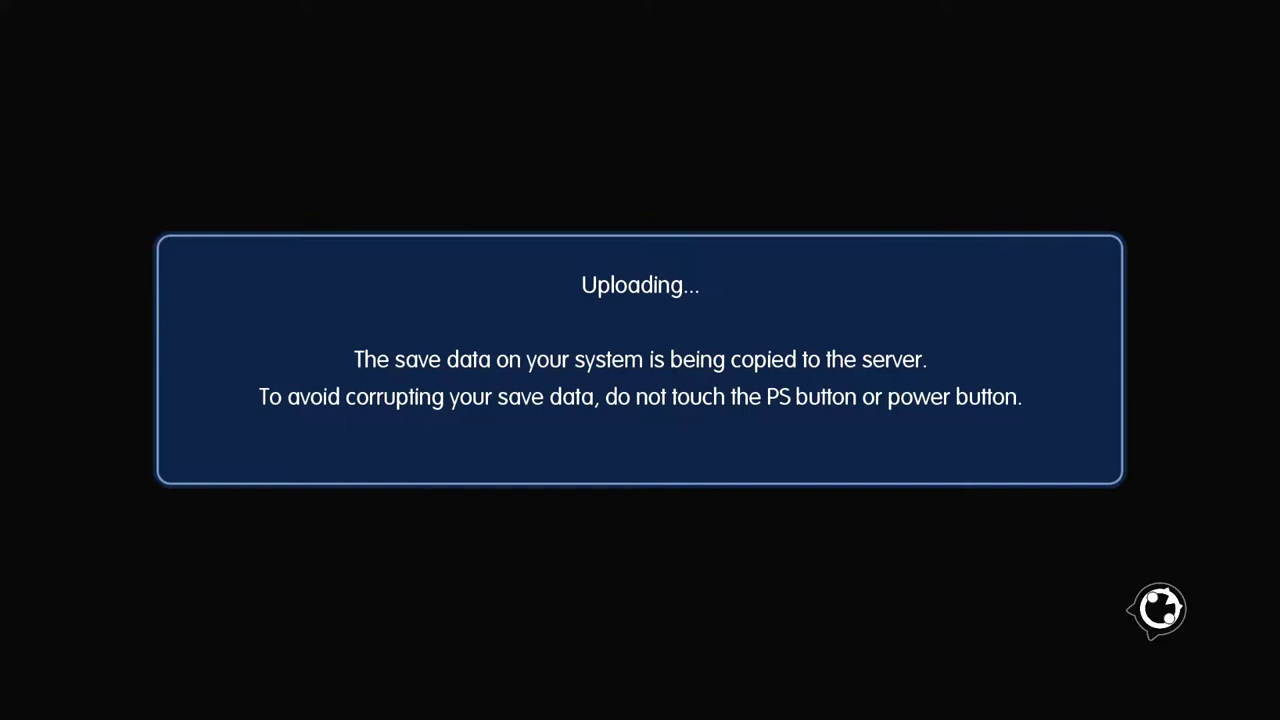 Uploading...
The save data on your system is being copied to the server.
To avoid corrupting your save data, do not touch the PS button or power button.